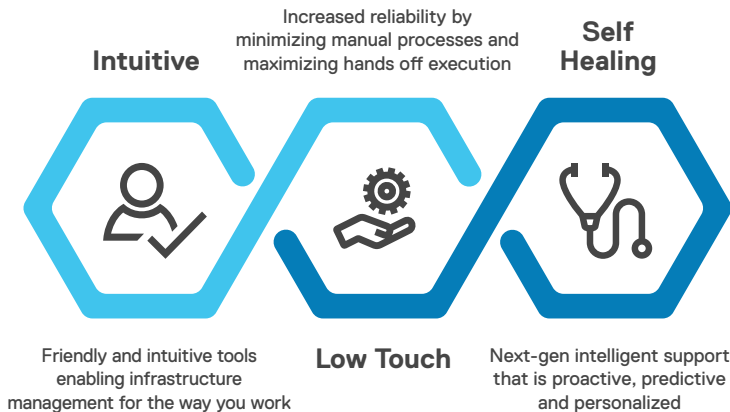 Intuitive
Friendly and intuitive tools
enabling infrastructure
management for the way you work
Increased reliability by
minimizing manual processes and
maximizing hands off execution
Low Touch
Self
Healing
Next-gen intelligent support
that is proactive, predictive
and personalized